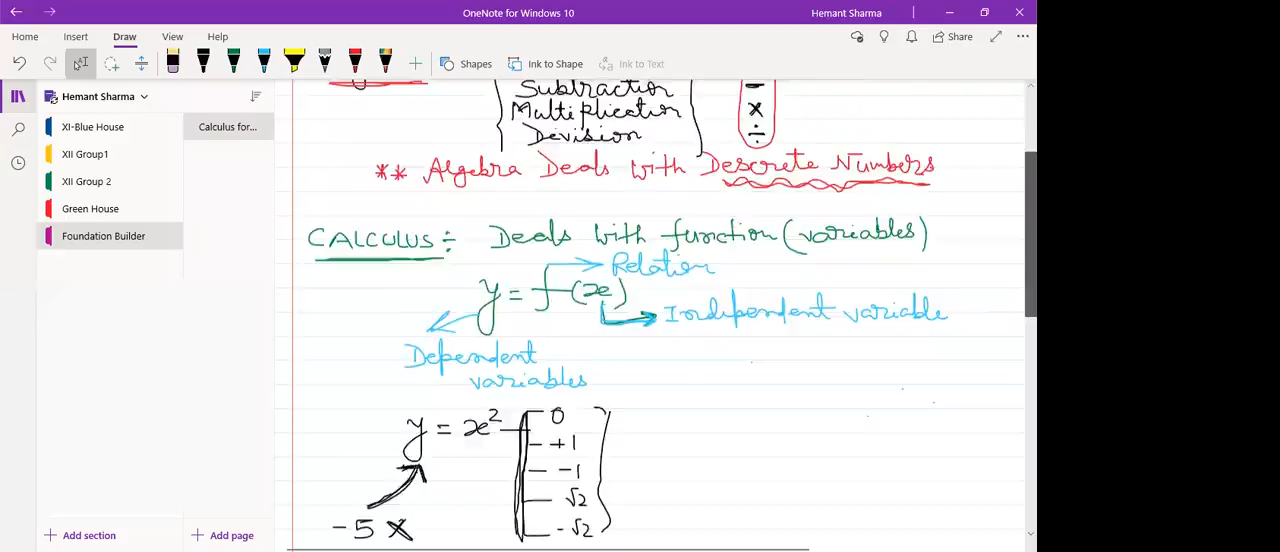 OneNote for Windows 10
Hemant Sharma
Home Insert Draw View Help
Share
Shapes
Ink to Shape
Ink to Text
Hemant Sharma
XI-Blue House
XII Group1
XII Group 2
Green House
Foundation Builder
Add section
Calculus for...
Add page
Subtraction -
Multiplication ×
Division ÷
** Algebra Deals with Descrete Numbers
CALCULUS :- Deals with function (variables)
Relation
y = f(x)
Independent variable
Dependent
variables
y = x² 0
+1
-1
√2
-5 × -√2